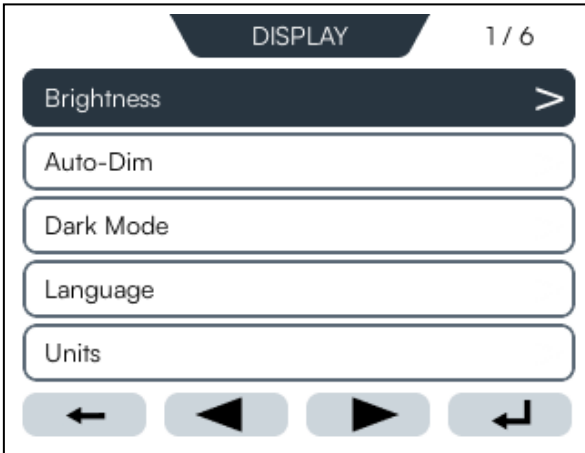 DISPLAY 1 / 6
Brightness >
Auto-Dim
Dark Mode
Language
Units